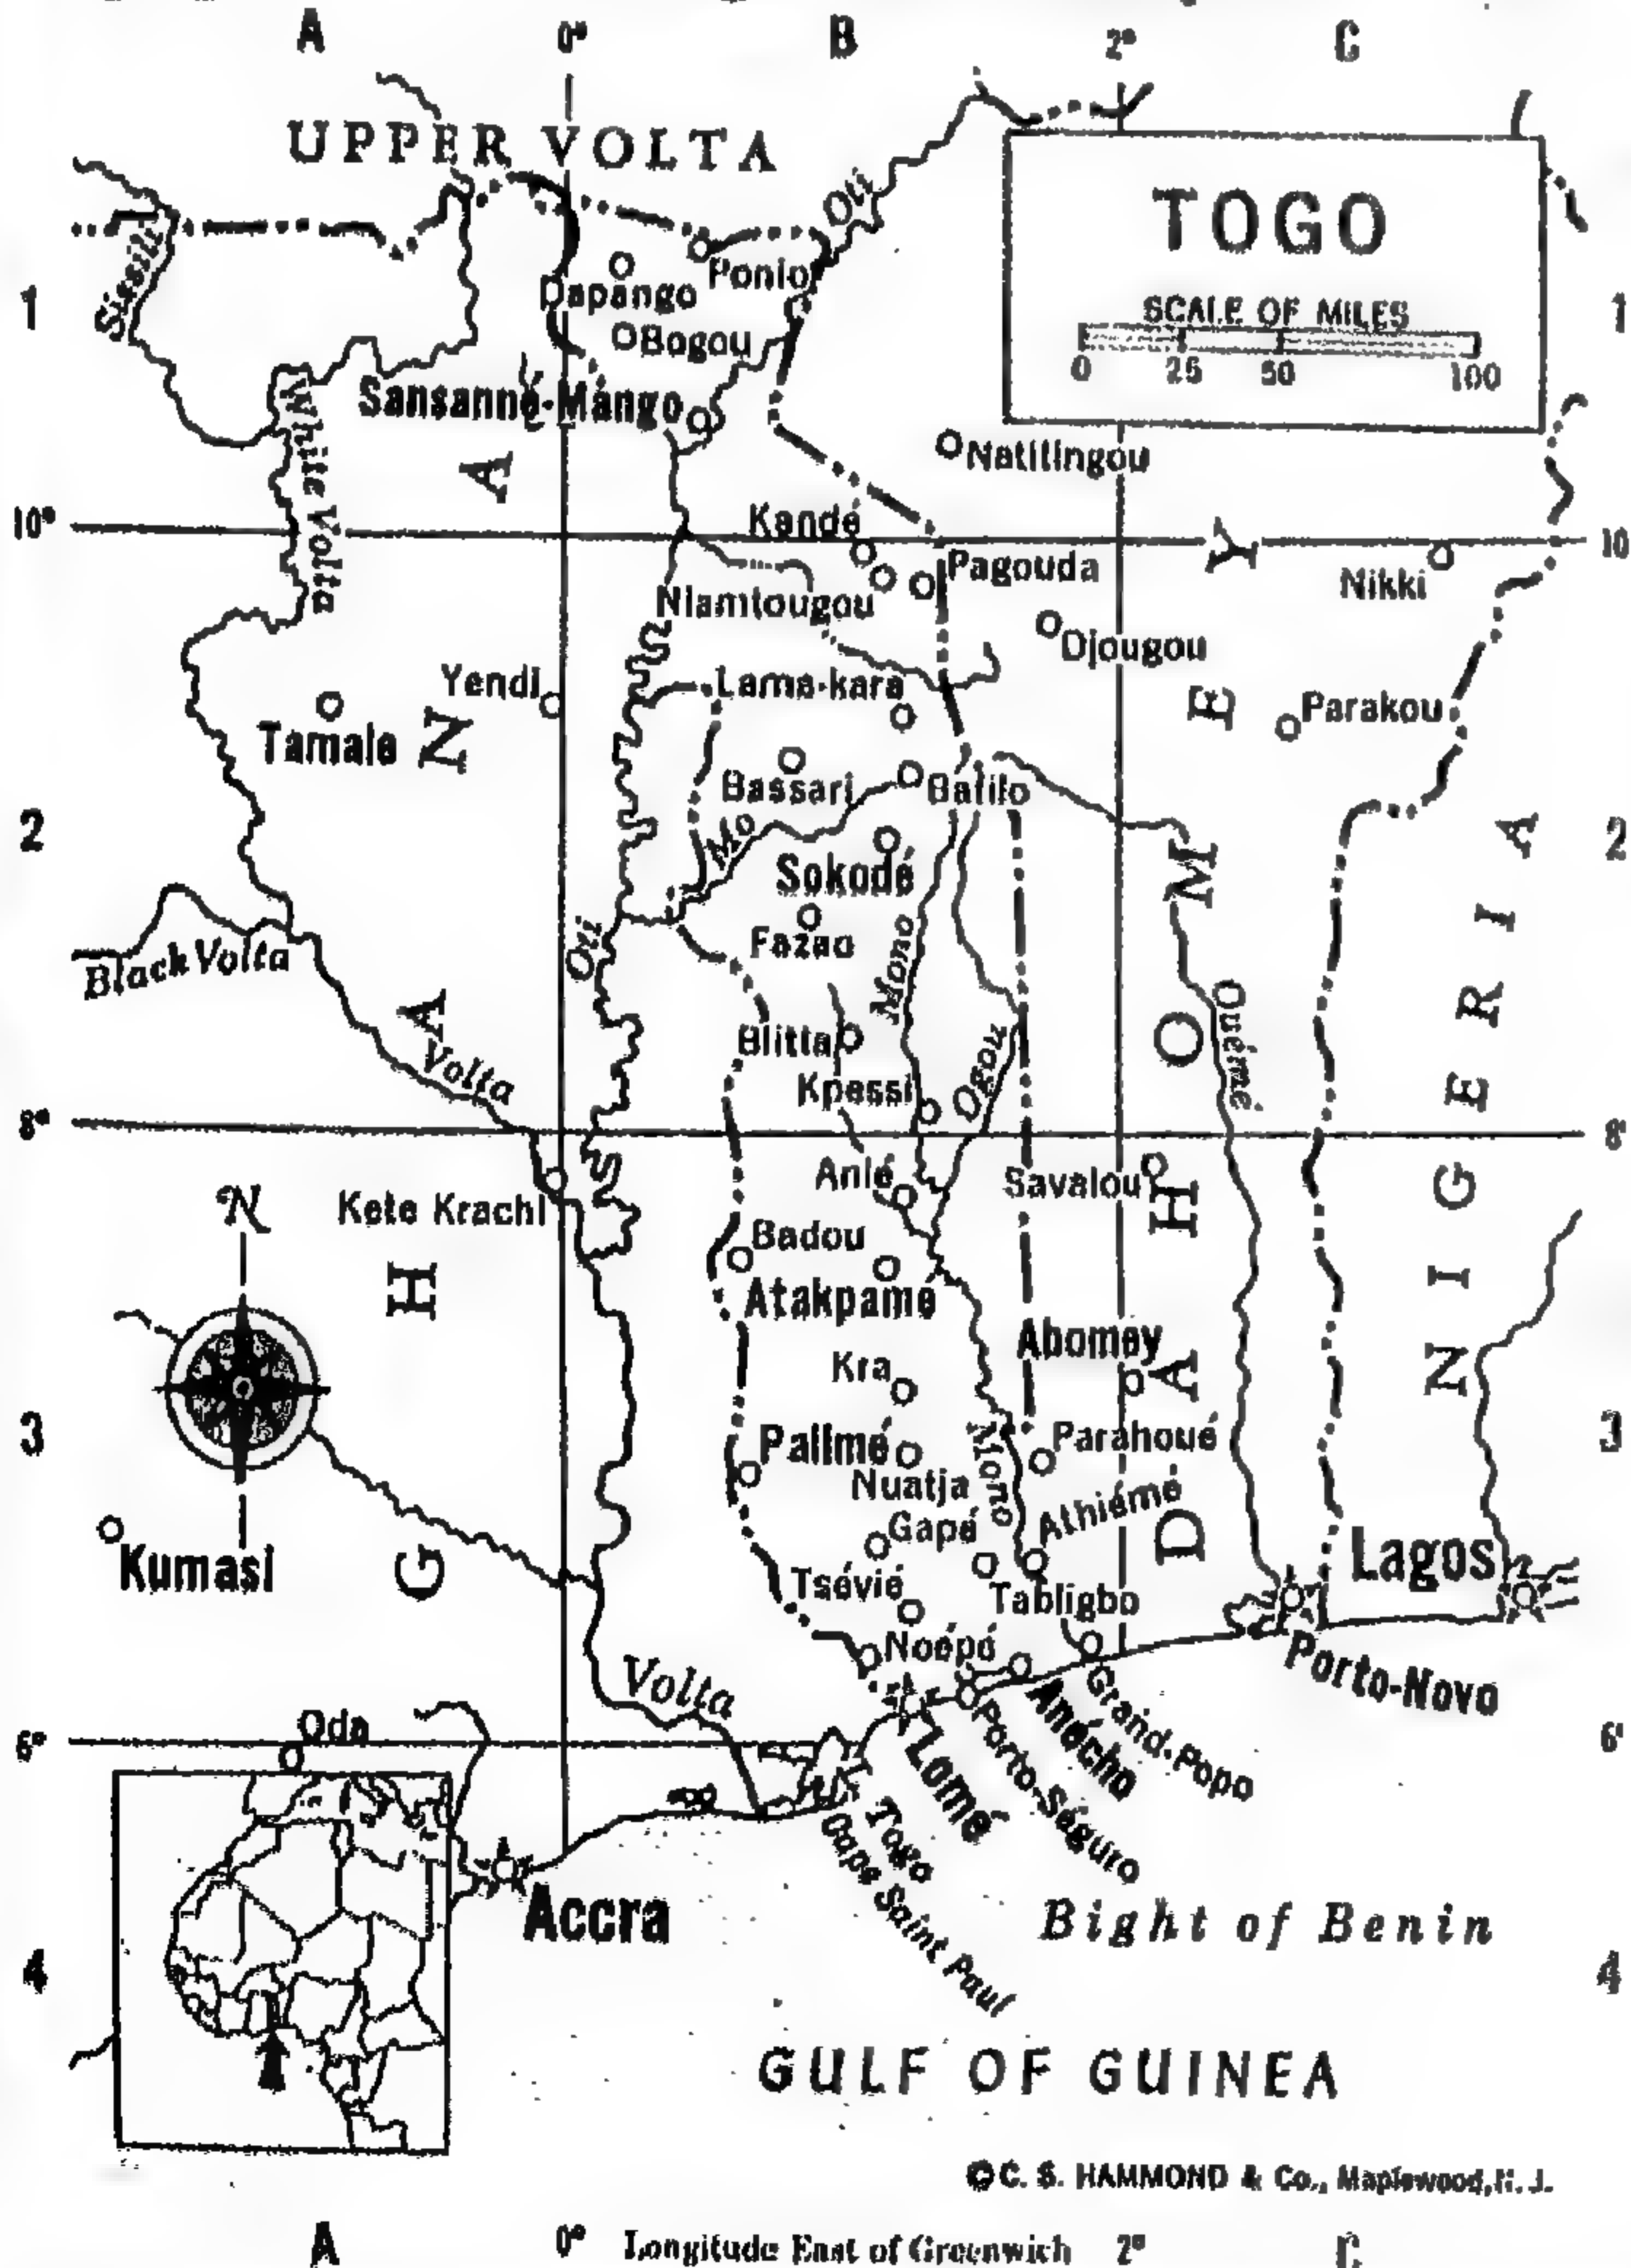 A 0° B 2° C
UPPER VOLTA
TOGO
SCALE OF MILES
0 25 50 100
1 1
Sissili
Oti
Ponio
Dapango
Bogou
Sansanné-Mango
White Volta
Natitingou
10° 10
Kandé
Pagouda
Niamtougou
Nikki
Djougou
Yendi
Lama-kara
Parakou
Tamale
Bassari
Bafilo
2 2
Mo
Sokodé
Fazao
Mono
Oti
Black Volta
Blitta
Ogou
Ouémé
Volta
Kpessi
8° 8°
Anié
Savalou
N
Kete Krachi
Badou
Atakpamé
Abomey
Kra
3 3
Palimé
Parahoué
Nuatja
Mono
Athiémé
Gapé
Kumasi
Lagos
Tsévié
Tabligbo
Noépé
Porto-Novo
Volta
Grand-Popo
Anécho
Porto-Séguro
Lomé
Oda
6° 6°
Togo
Cape Saint Paul
Accra
GHANA
DAHOMEY
NIGERIA
Bight of Benin
4 4
GULF OF GUINEA
© C. S. HAMMOND & Co., Maplewood, N. J.
A 0° Longitude East of Greenwich 2° C